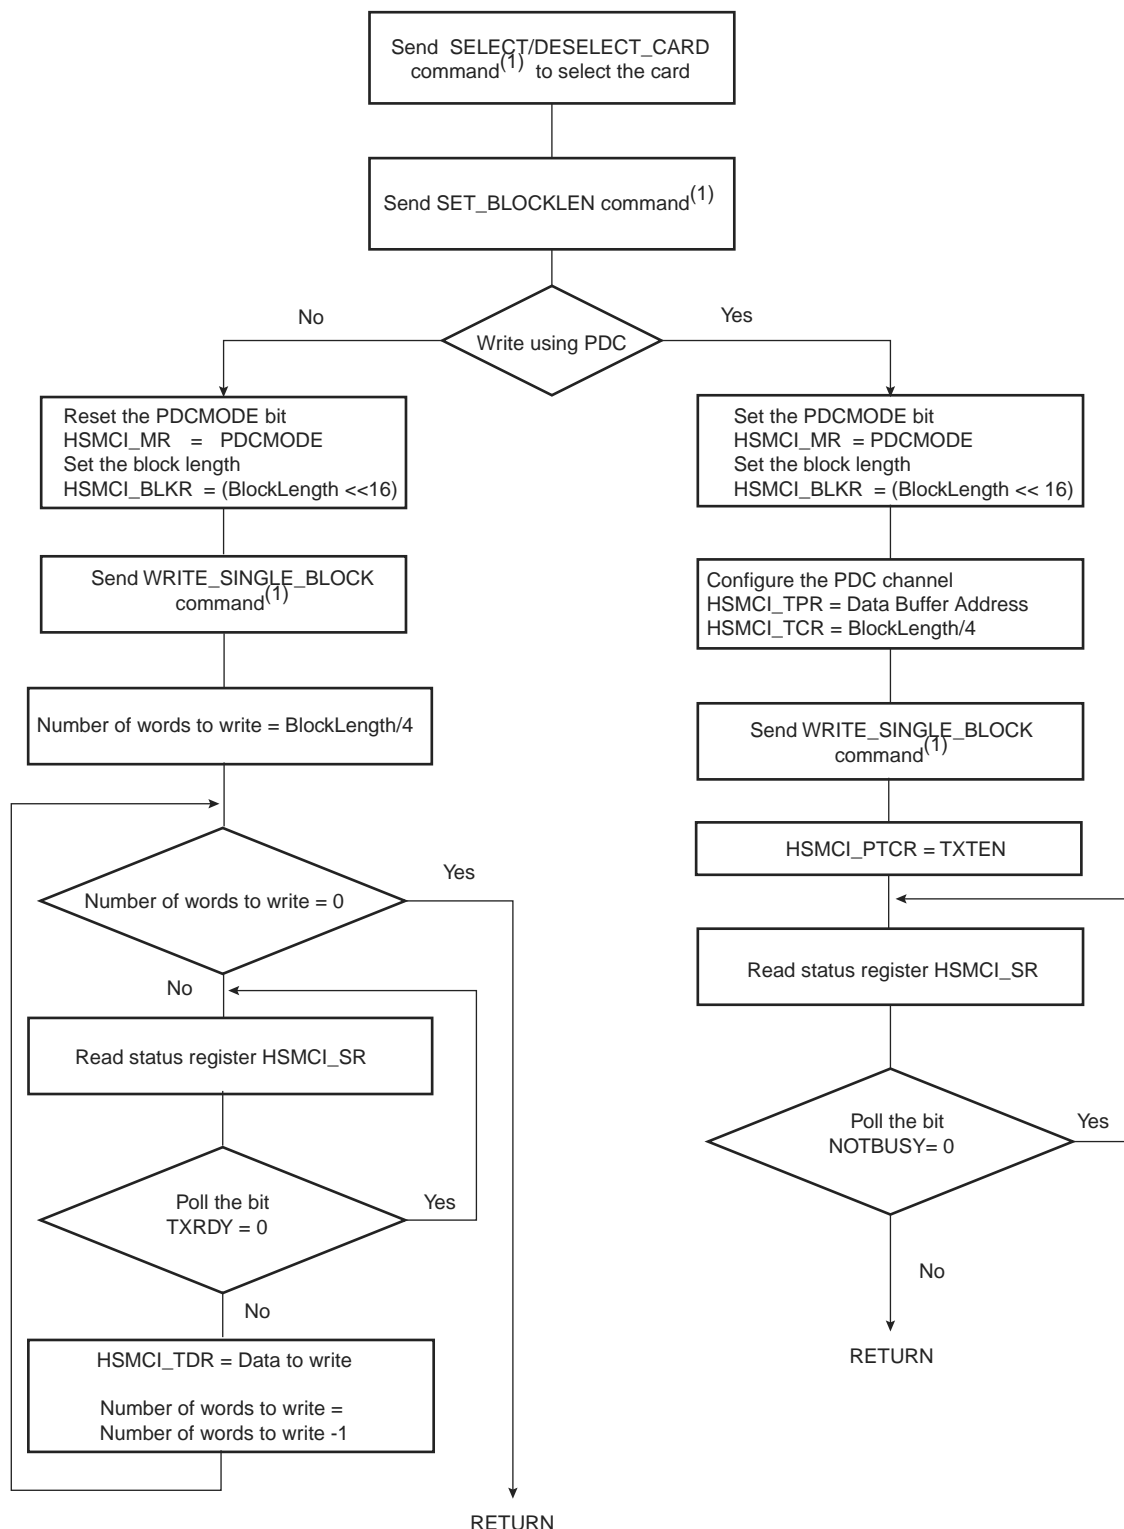 Send SELECT/DESELECT_CARD
command(1) to select the card
Send SET_BLOCKLEN command(1)
Write using PDC
No
Yes
Reset the PDCMODE bit
HSMCI_MR = PDCMODE
Set the block length
HSMCI_BLKR = (BlockLength <<16)
Send WRITE_SINGLE_BLOCK
command(1)
Number of words to write = BlockLength/4
Number of words to write = 0
Yes
No
Read status register HSMCI_SR
Poll the bit
TXRDY = 0
Yes
No
HSMCI_TDR = Data to write
Number of words to write =
Number of words to write -1
RETURN
Set the PDCMODE bit
HSMCI_MR = PDCMODE
Set the block length
HSMCI_BLKR = (BlockLength << 16)
Configure the PDC channel
HSMCI_TPR = Data Buffer Address
HSMCI_TCR = BlockLength/4
Send WRITE_SINGLE_BLOCK
command(1)
HSMCI_PTCR = TXTEN
Read status register HSMCI_SR
Poll the bit
NOTBUSY= 0
Yes
No
RETURN